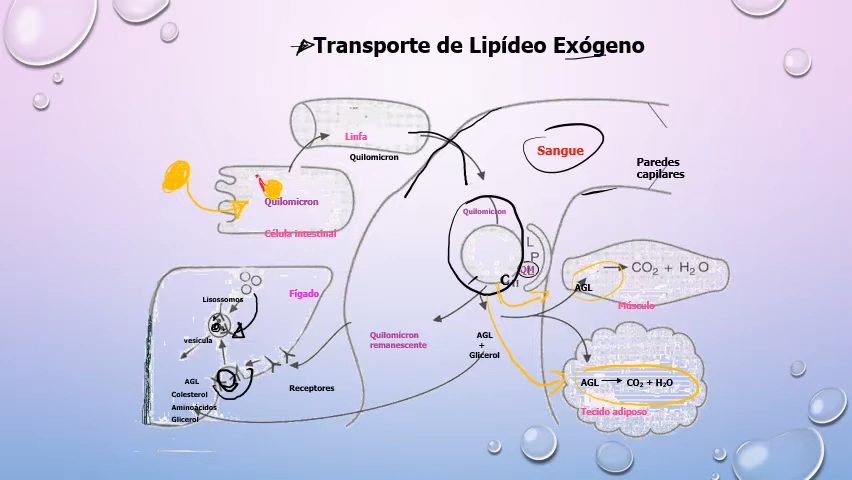 Transporte de Lipídeo Exógeno
Linfa
Quilomicron
Sangue
Paredes
capilares
Quilomicron
Célula intestinal
Quilomicron
L
P
QM
CO₂ + H₂O
AGL
Músculo
Fígado
Lisossomos
vesícula
Quilomicron
remanescente
AGL
+
Glicerol
AGL
Colesterol
Aminoácidos
Glicerol
Receptores
AGL → CO₂ + H₂O
Tecido adiposo